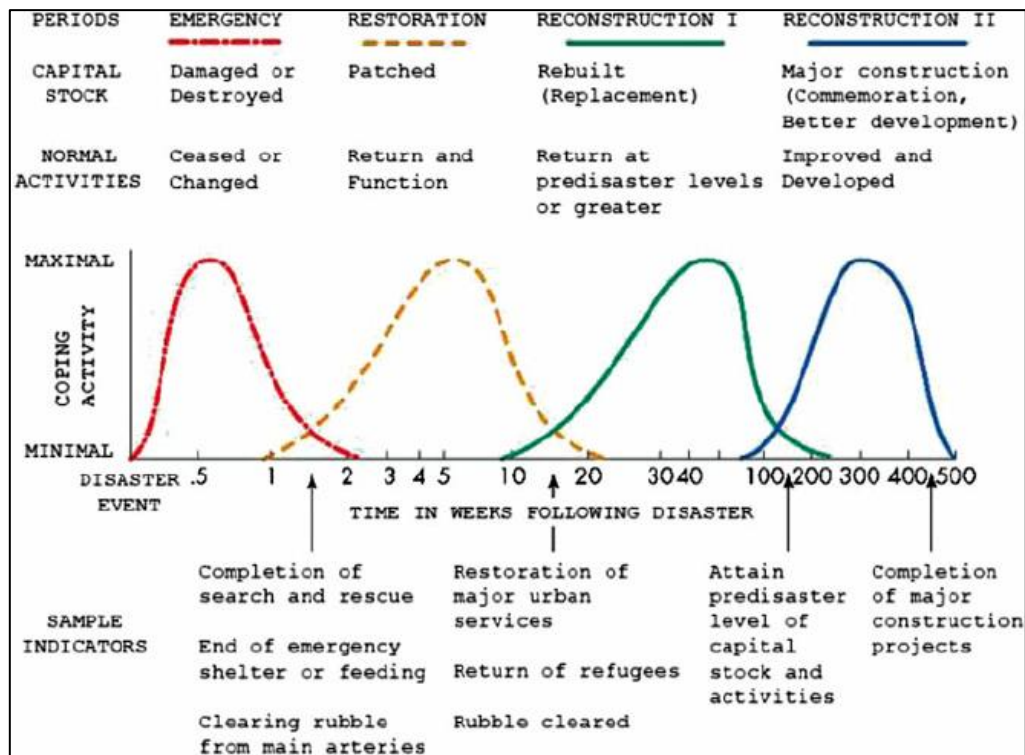 PERIODS EMERGENCY RESTORATION RECONSTRUCTION I RECONSTRUCTION II
CAPITAL STOCK
Damaged or
Destroyed
Patched
Rebuilt
(Replacement)
Major construction
(Commemoration,
Better development)
NORMAL
ACTIVITIES
Ceased or
Changed
Return and
Function
Return at
predisaster levels
or greater
Improved and
Developed
MAXIMAL
COPING
ACTIVITY
MINIMAL
DISASTER
EVENT
.5 1 2 3 4 5 10 20 30 40 100 200 300 400 500
TIME IN WEEKS FOLLOWING DISASTER
SAMPLE
INDICATORS
Completion of
search and rescue
End of emergency
shelter or feeding
Clearing rubble
from main arteries
Restoration of
major urban
services
Return of refugees
Rubble cleared
Attain
predisaster
level of
capital
stock and
activities
Completion
of major
construction
projects